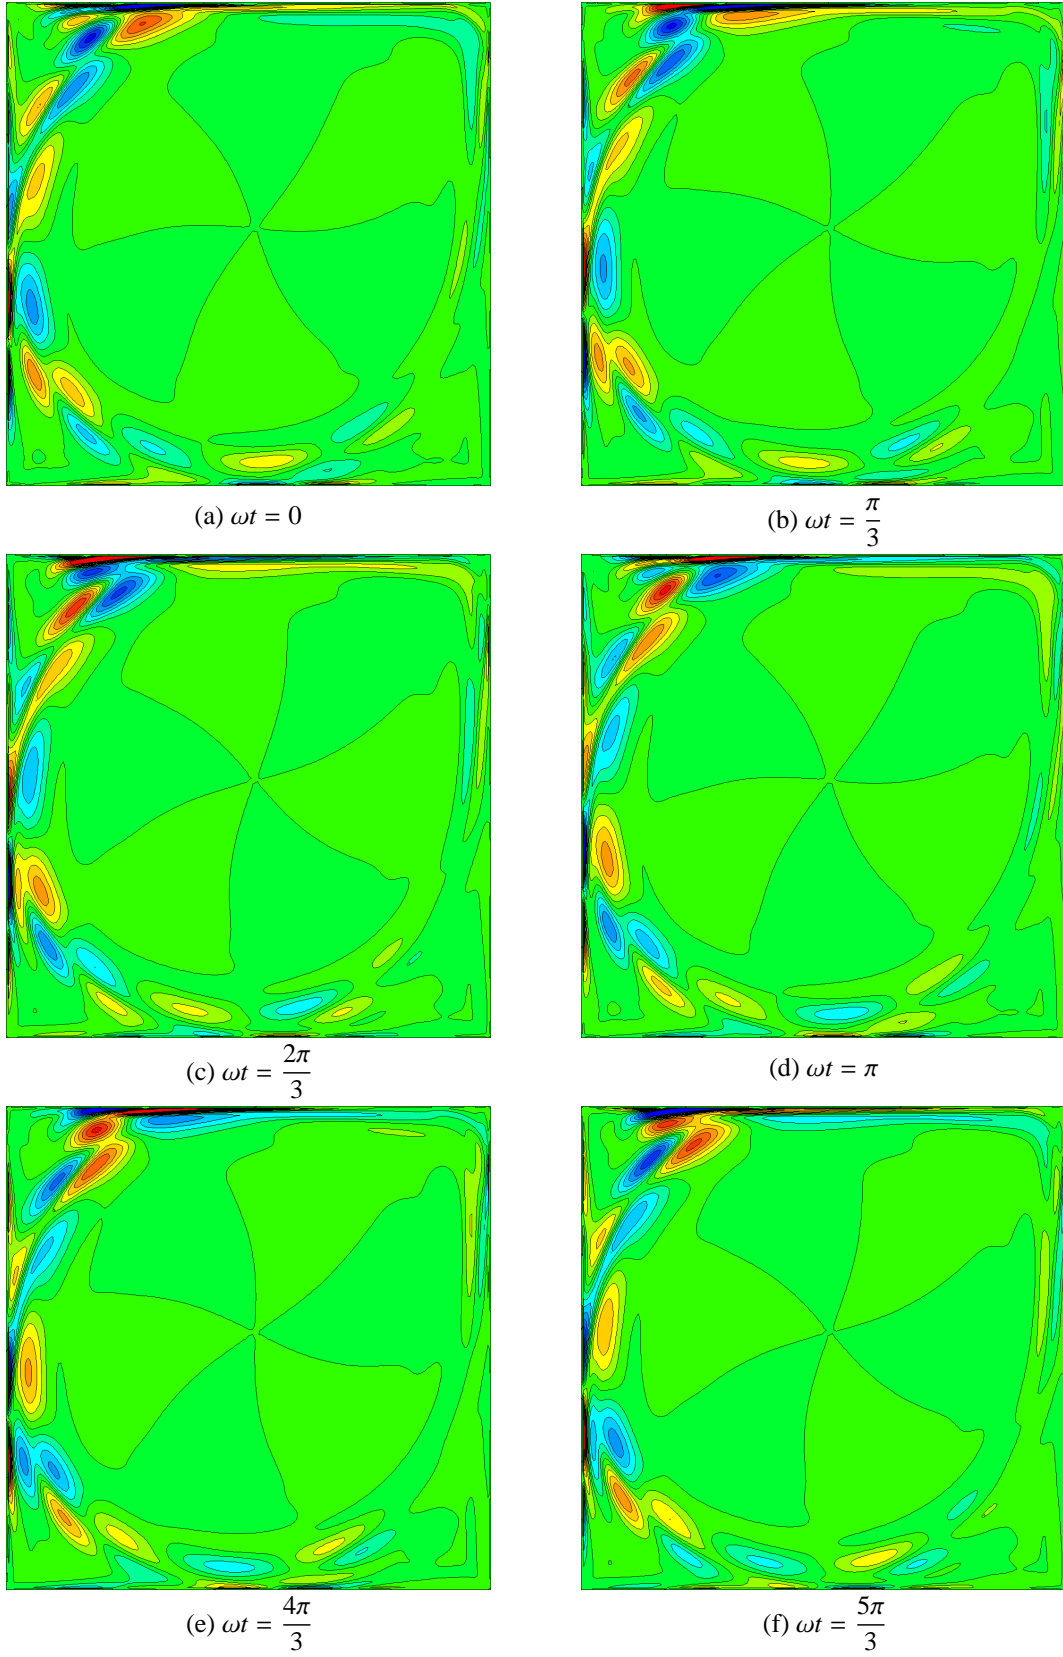 (a) ωt = 0
(b) ωt = π/3
(c) ωt = 2π/3
(d) ωt = π
(e) ωt = 4π/3
(f) ωt = 5π/3